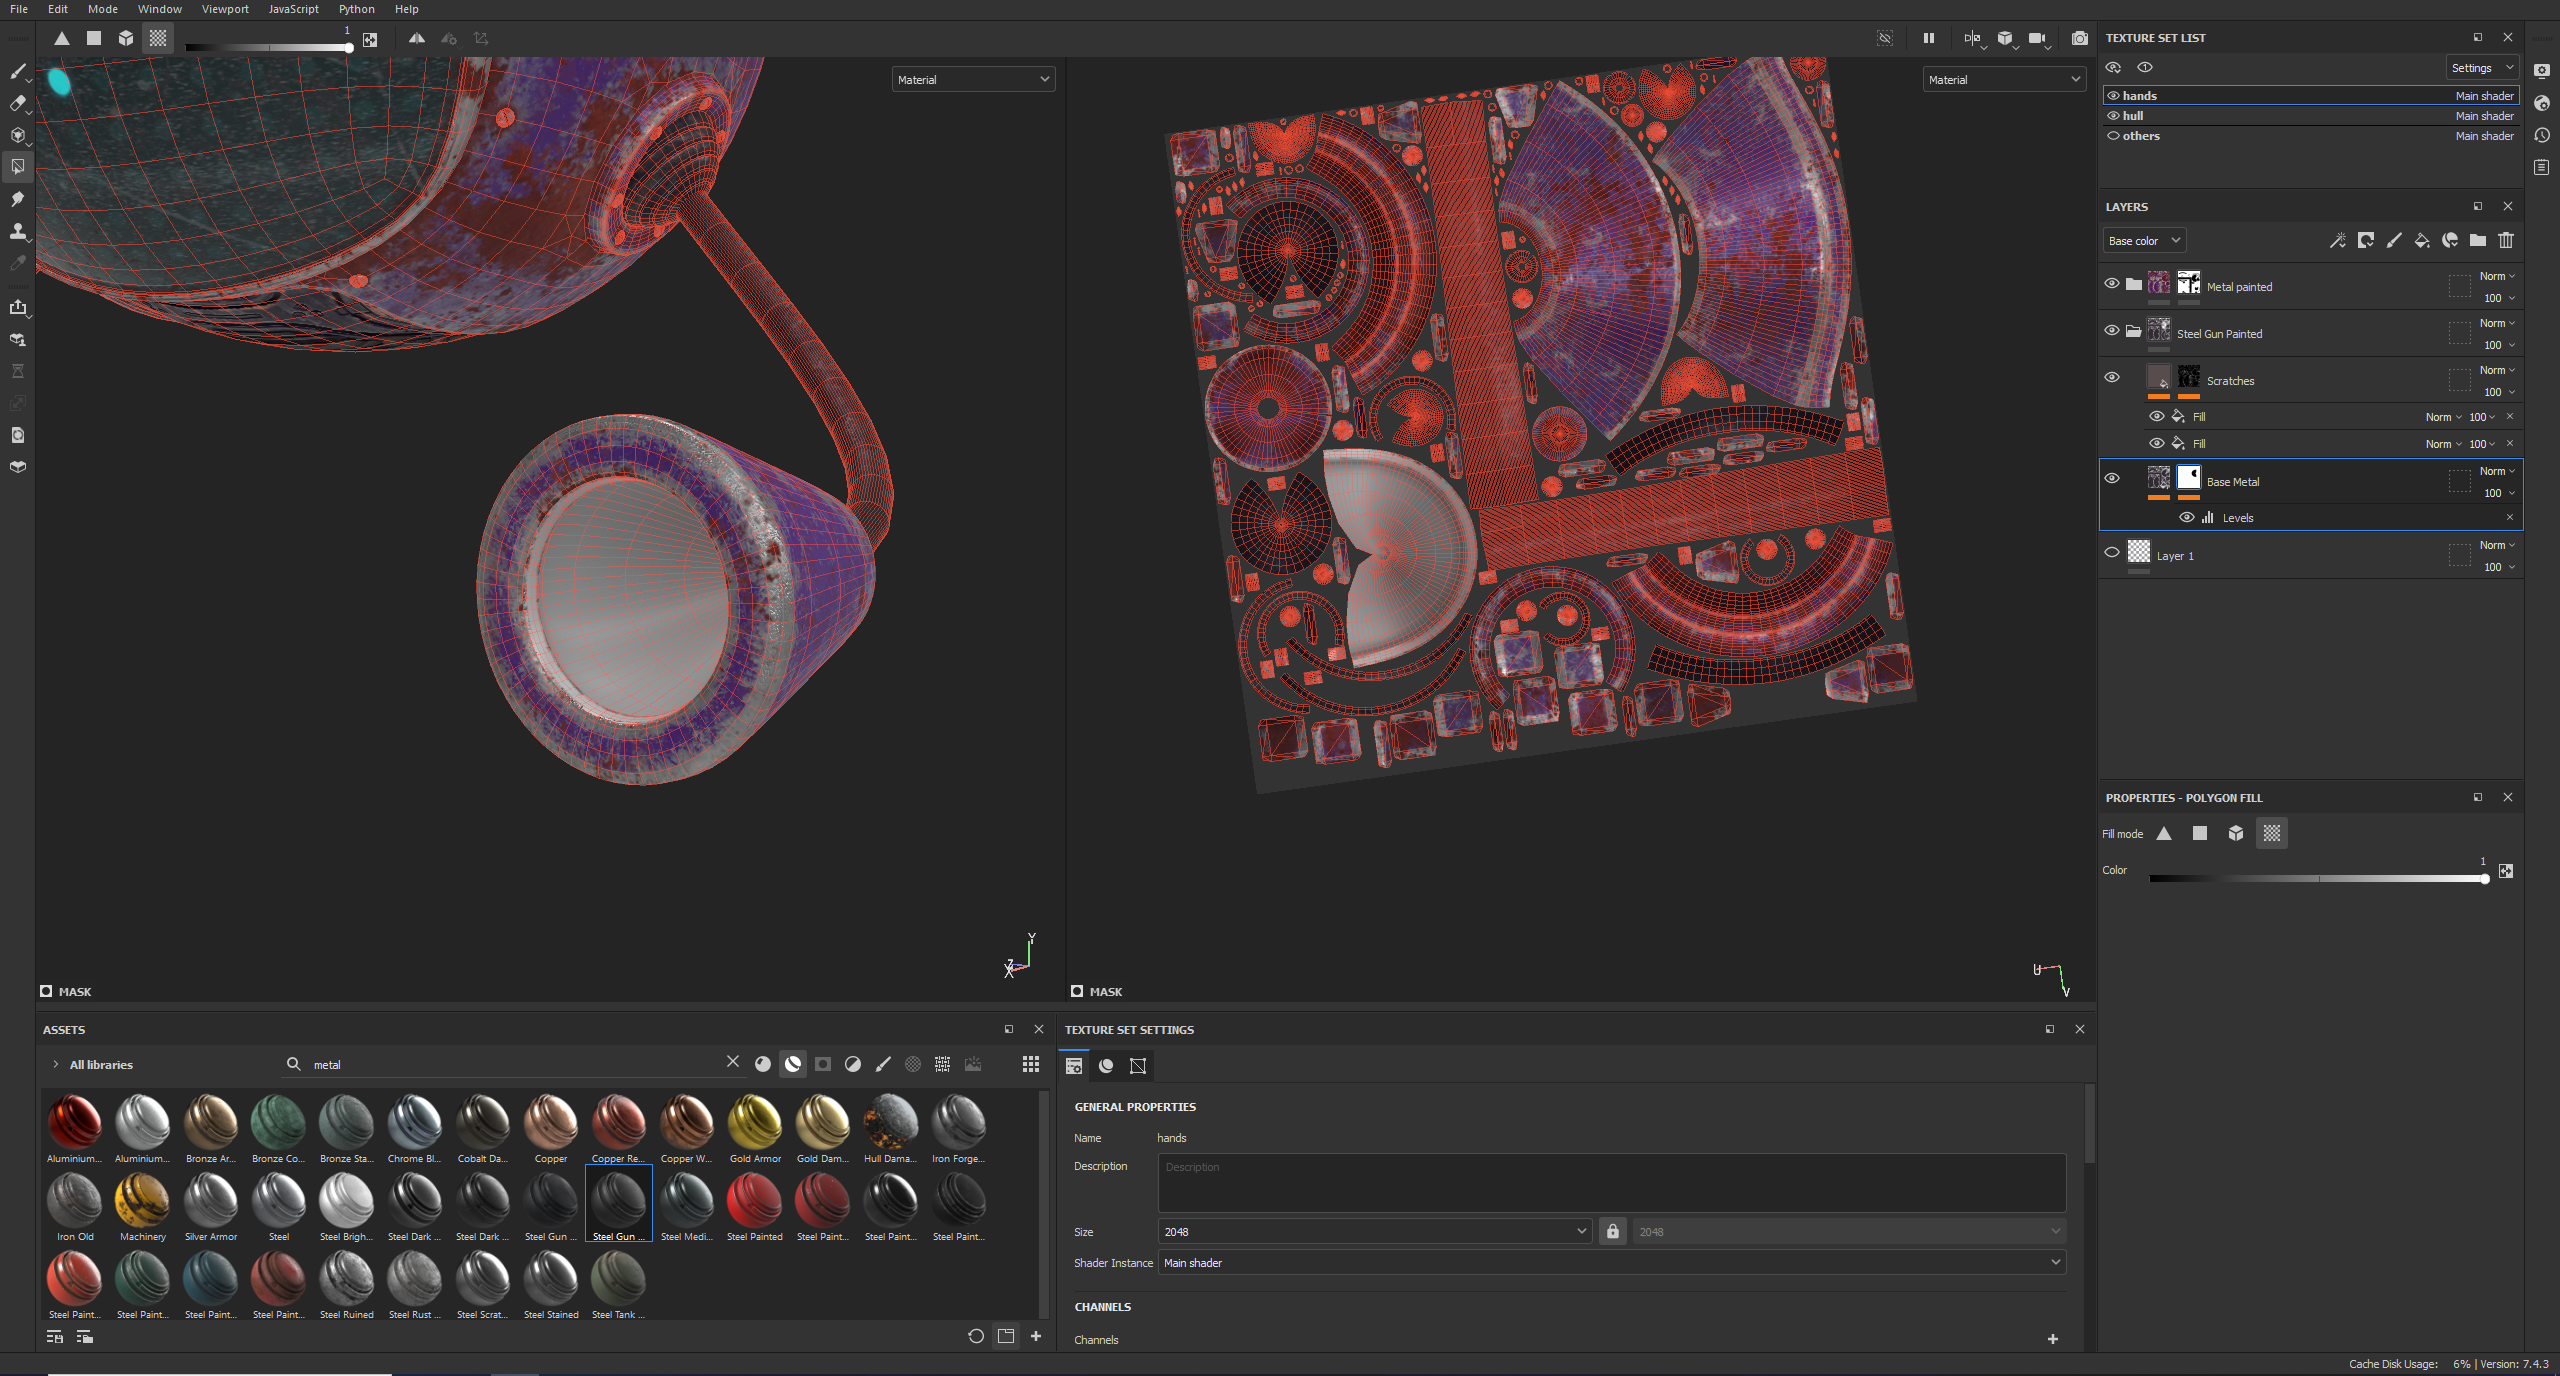 File Edit Mode Window Viewport JavaScript Python Help
1
Material
Material
MASK
MASK
Y
Z
X
U
V
TEXTURE SET LIST
1
Settings
hands Main shader
hull Main shader
others Main shader
LAYERS
Base color
Metal painted Norm 100
Steel Gun Painted Norm 100
Scratches Norm 100
Fill Norm 100
Fill Norm 100
Base Metal Norm 100
Levels
Layer 1 Norm 100
PROPERTIES - POLYGON FILL
Fill mode
Color 1
ASSETS
All libraries
metal
Aluminium... Aluminium... Bronze Ar... Bronze Co... Bronze Sta... Chrome Bl... Cobalt Da... Copper Copper Re... Copper W... Gold Armor Gold Dam... Hull Dama... Iron Forge...
Iron Old Machinery Silver Armor Steel Steel Brigh... Steel Dark ... Steel Dark ... Steel Gun ... Steel Gun ... Steel Medi... Steel Painted Steel Paint... Steel Paint... Steel Paint...
Steel Paint... Steel Paint... Steel Paint... Steel Paint... Steel Ruined Steel Rust ... Steel Scrat... Steel Stained Steel Tank ...
TEXTURE SET SETTINGS
GENERAL PROPERTIES
Name hands
Description Description
Size 2048 2048
Shader Instance Main shader
CHANNELS
Channels
Cache Disk Usage: 6% | Version: 7.4.3